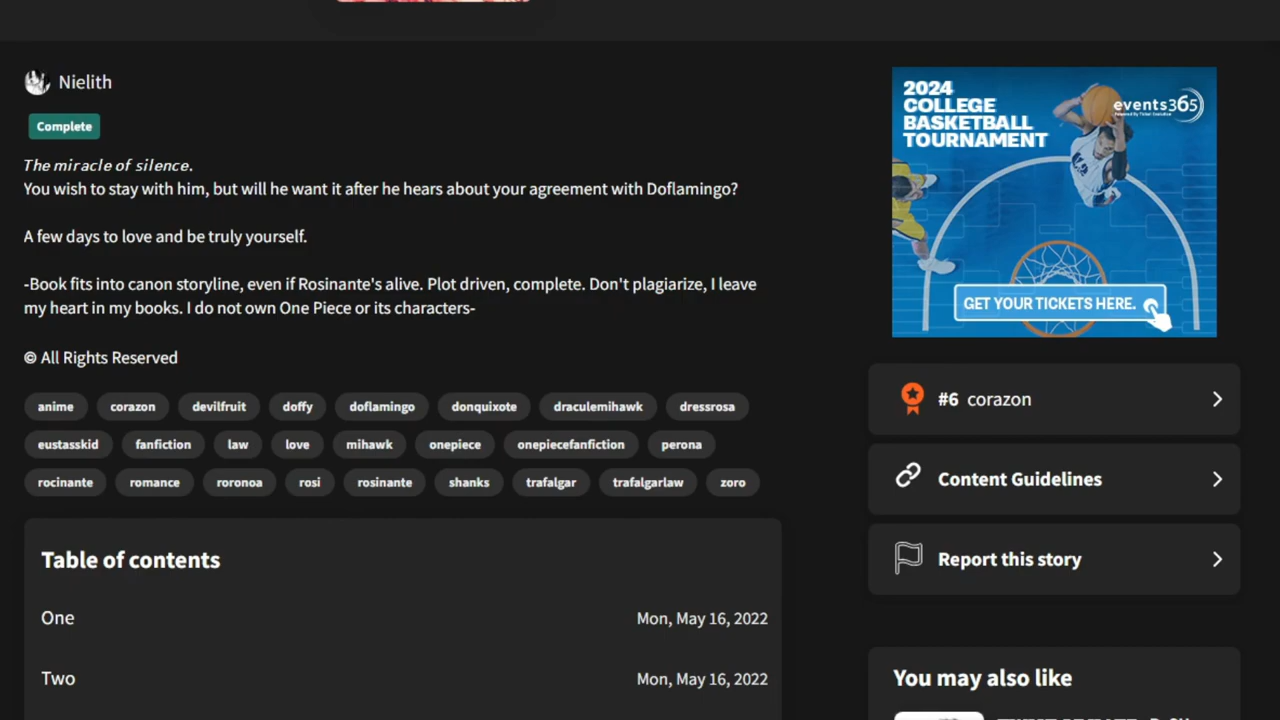 Nielith
Complete
The miracle of silence.
You wish to stay with him, but will he want it after he hears about your agreement with Doflamingo?
A few days to love and be truly yourself.
-Book fits into canon storyline, even if Rosinante's alive. Plot driven, complete. Don't plagiarize, I leave
my heart in my books. I do not own One Piece or its characters-
© All Rights Reserved
anime corazon devilfruit doffy doflamingo donquixote draculemihawk dressrosa
eustasskid fanfiction law love mihawk onepiece onepiecefanfiction perona
rocinante romance roronoa rosi rosinante shanks trafalgar trafalgarlaw zoro
Table of contents
One Mon, May 16, 2022
Two Mon, May 16, 2022
2024
COLLEGE
BASKETBALL
TOURNAMENT
events365
GET YOUR TICKETS HERE.
#6 corazon
Content Guidelines
Report this story
You may also like